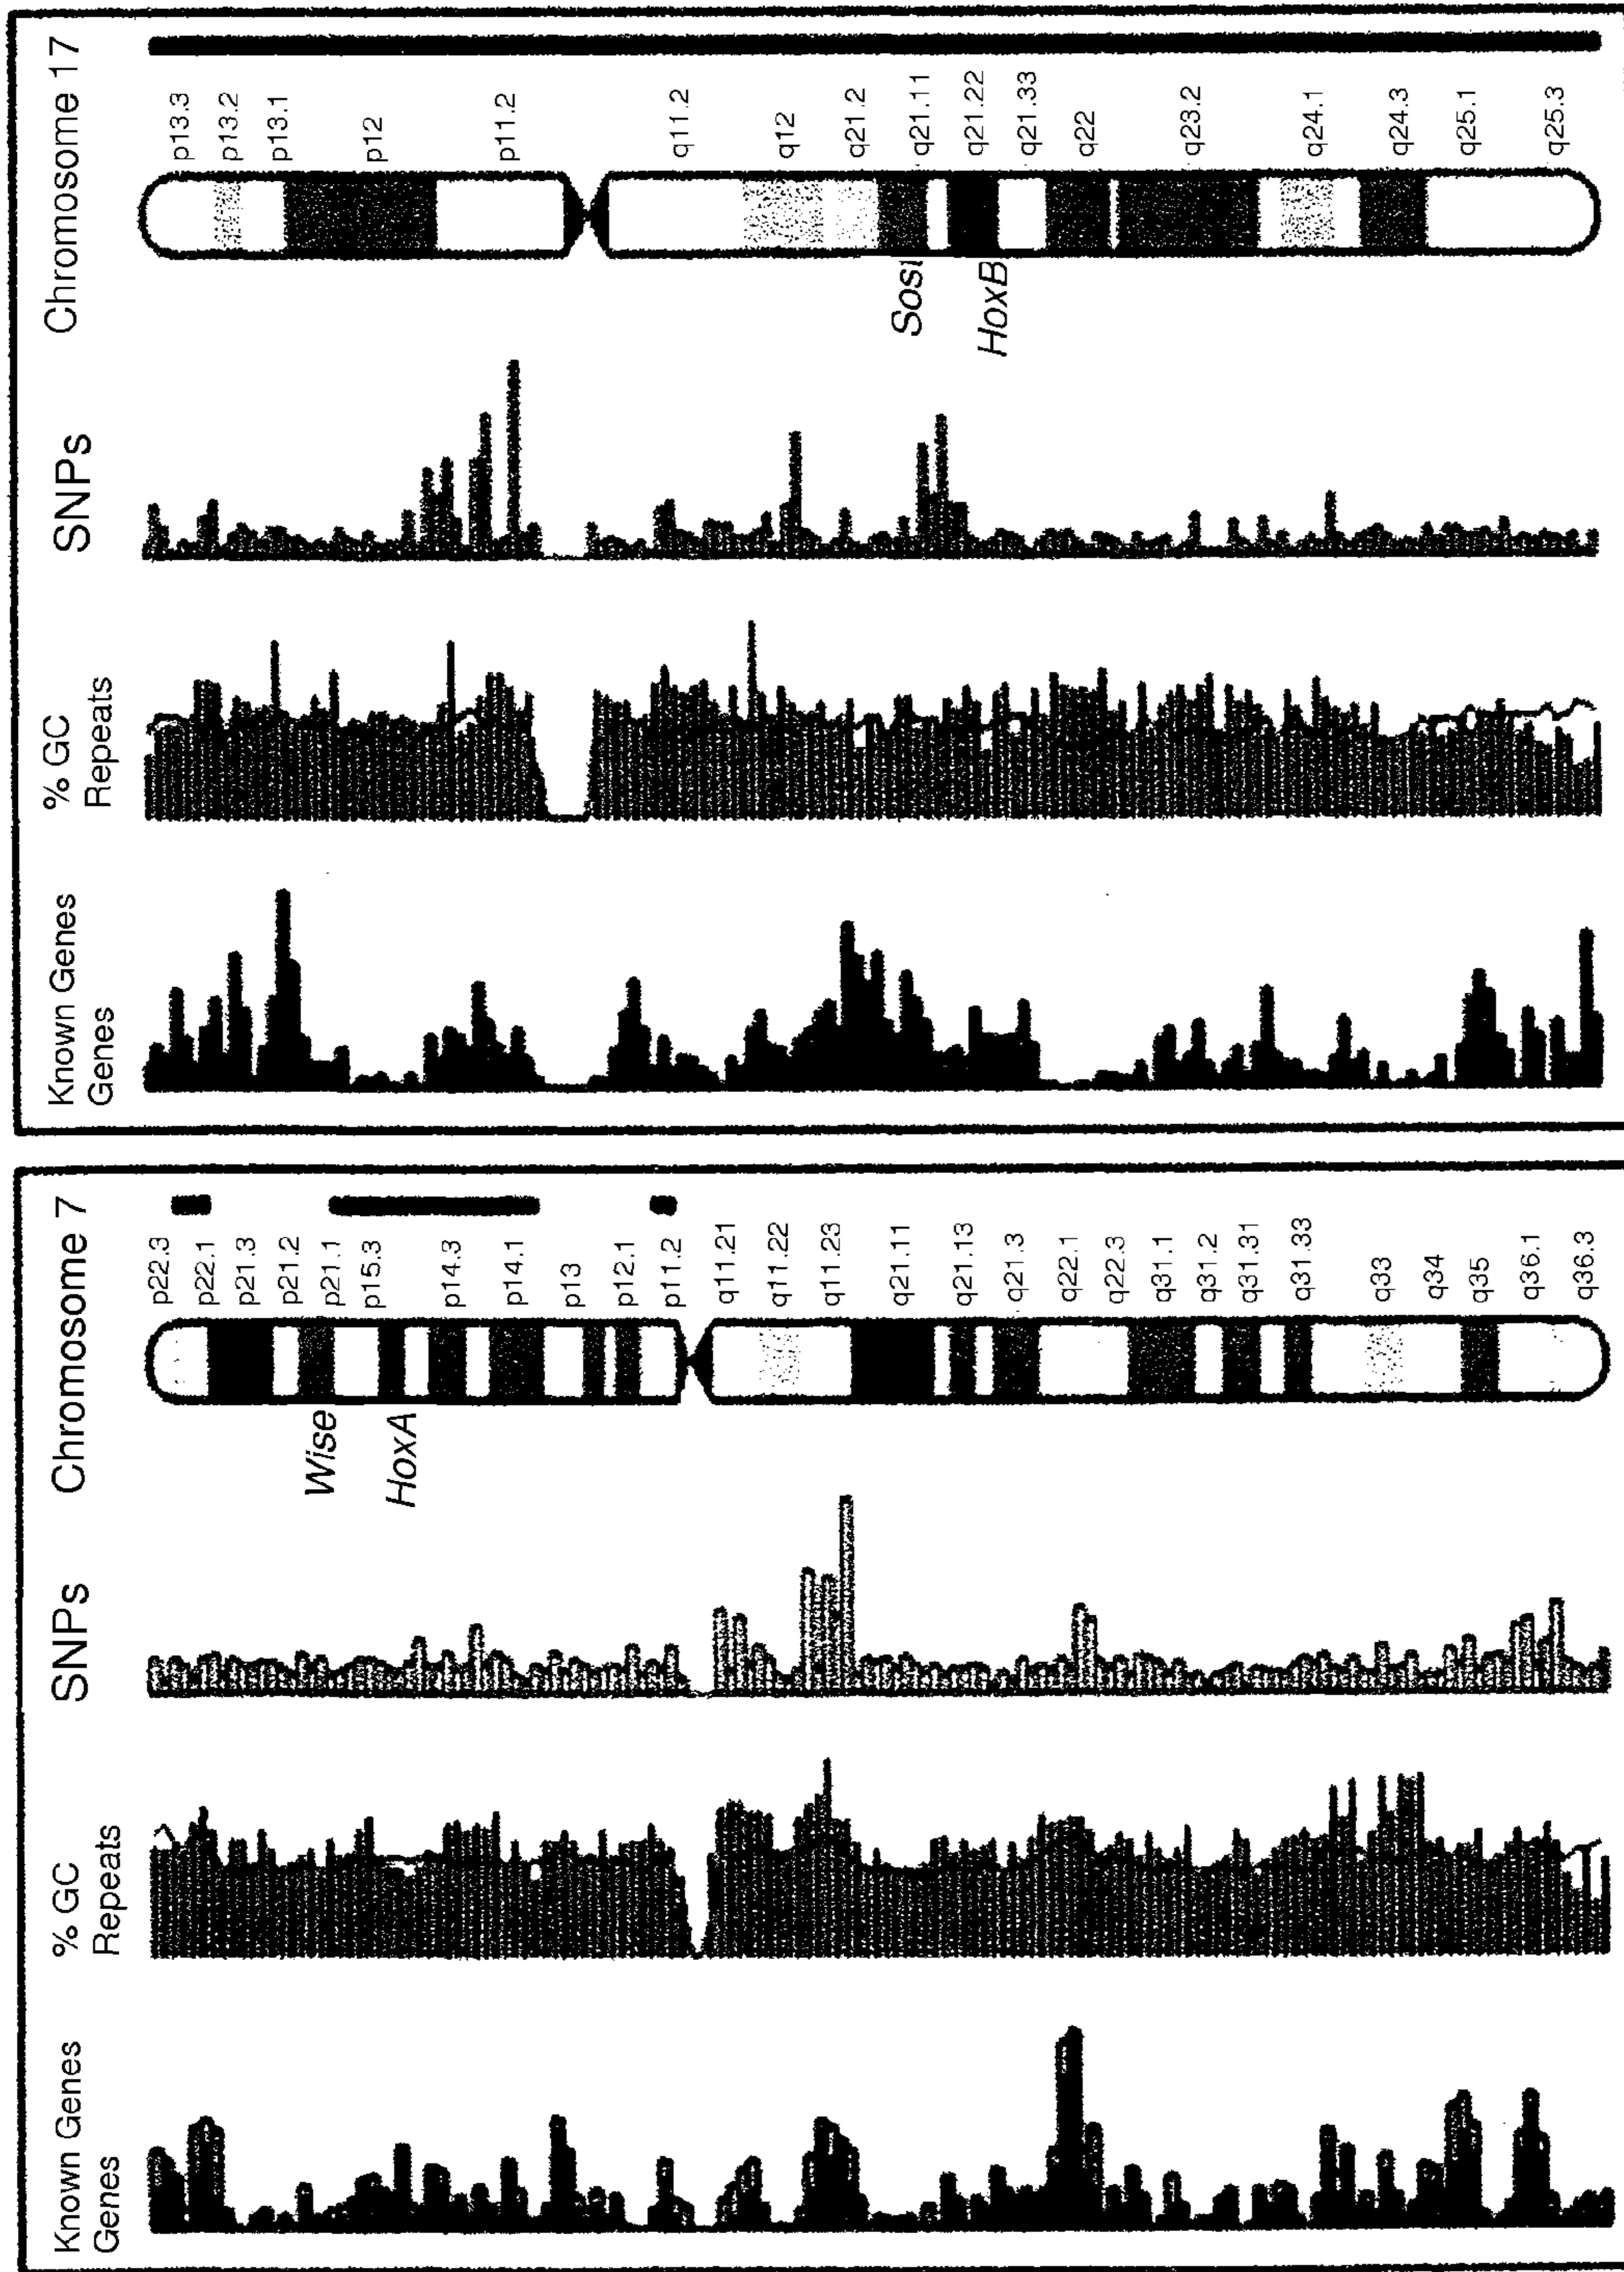 Known Genes
Genes
% GC
Repeats
SNPs
Chromosome 17
p13.3
p13.2
p13.1
p12
p11.2
q11.2
q12
q21.2
q21.11
q21.22
q21.33
q22
q23.2
q24.1
q24.3
q25.1
q25.3
HoxB
Known Genes
Genes
% GC
Repeats
SNPs
Chromosome 7
p22.3
p22.1
p21.3
p21.2
p21.1
p15.3
p14.3
p14.1
p13
p12.1
p11.2
q11.21
q11.22
q11.23
q21.11
q21.13
q21.3
q22.1
q22.3
q31.1
q31.2
q31.31
q31.33
q33
q34
q35
q36.1
q36.3
Wise
HoxA